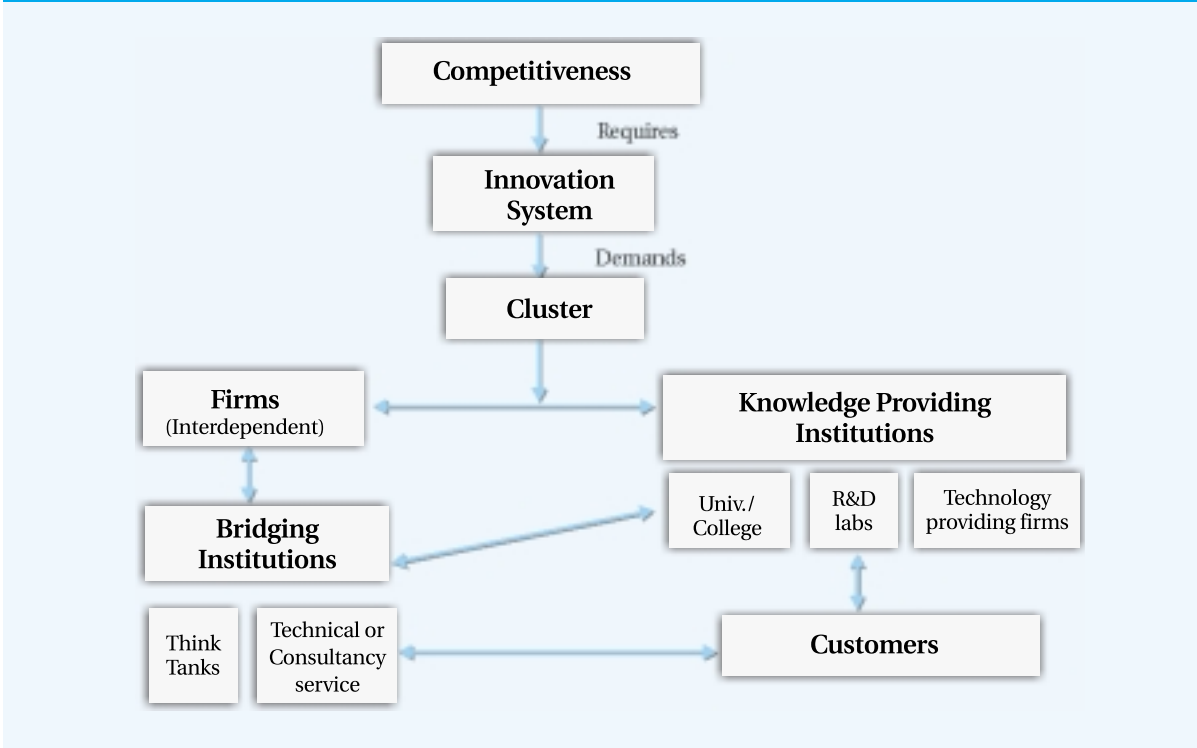 Competitiveness
Requires
Innovation
System
Demands
Cluster
Firms
(Interdependent)
Knowledge Providing
Institutions
Univ./
College
R&D
labs
Technology
providing firms
Bridging
Institutions
Think
Tanks
Technical or
Consultancy
service
Customers